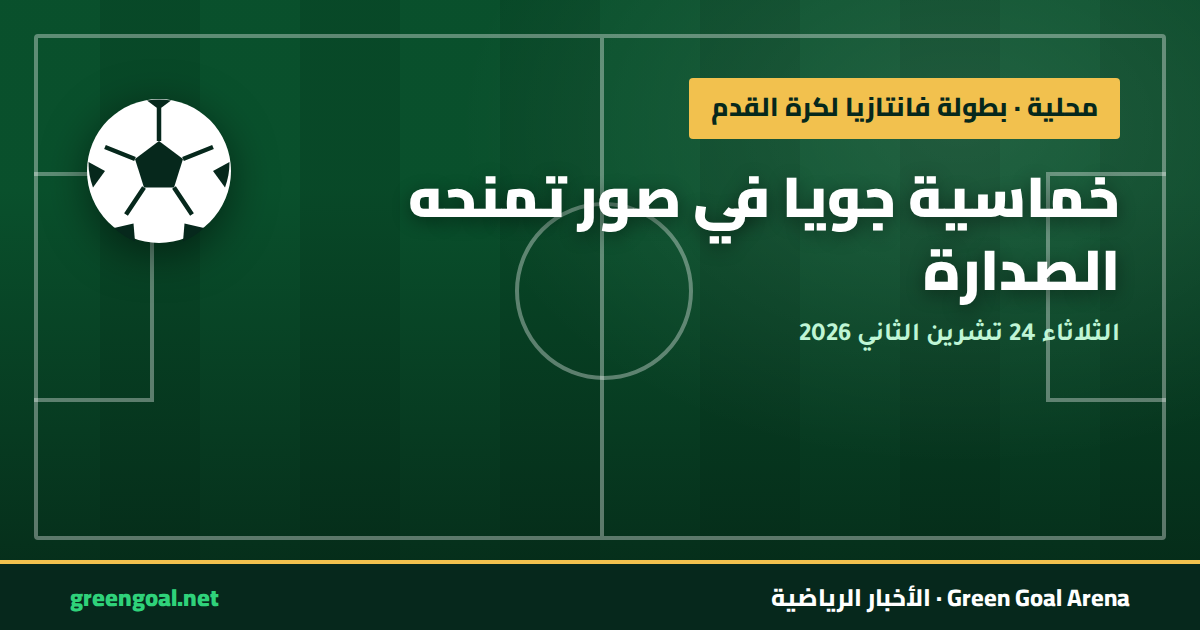 محلية · بطولة فانتازيا لكرة القدم
خماسية جويا في صور تمنحه
الصدارة
الثلاثاء 24 تشرين الثاني 2026
الأخبار الرياضية · Green Goal Arena
greengoal.net